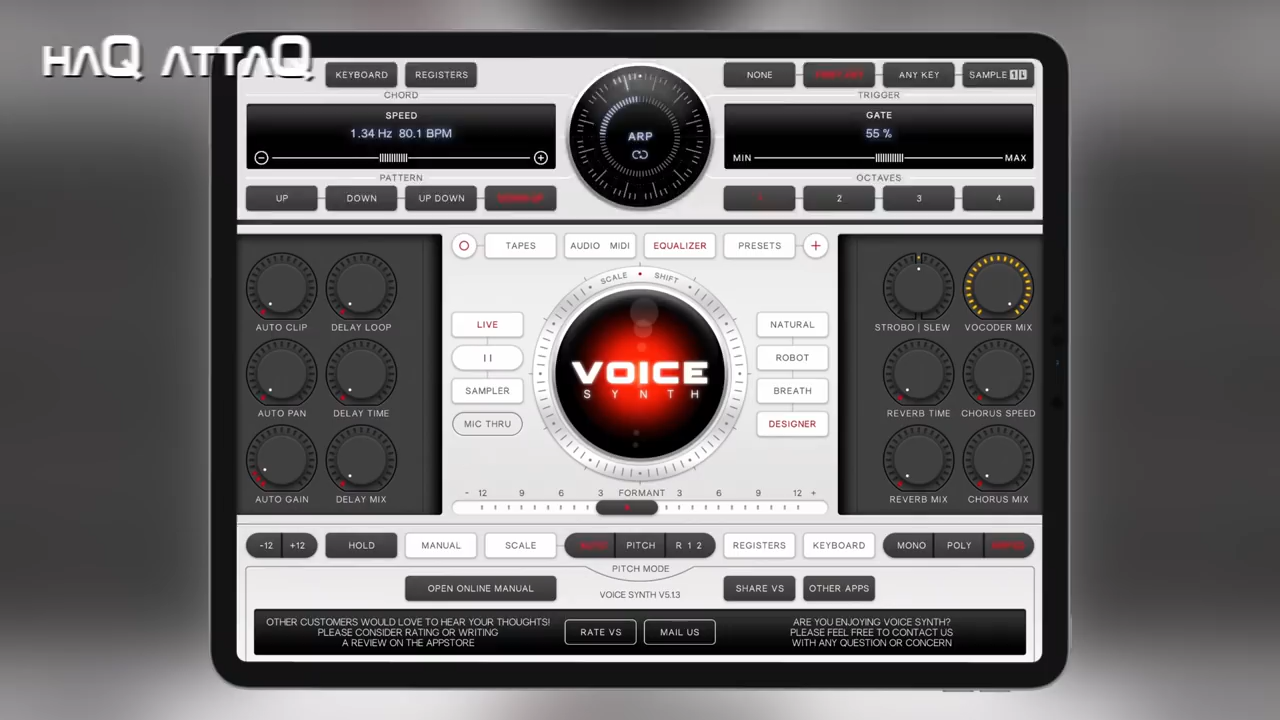 HAQ ATTAQ
KEYBOARD REGISTERS
CHORD
SPEED
1.34 Hz 80.1 BPM
PATTERN
UP DOWN UP DOWN
ARP
NONE ANY KEY SAMPLE
TRIGGER
GATE
55 %
MIN MAX
OCTAVES
2 3 4
TAPES AUDIO MIDI EQUALIZER PRESETS +
AUTO CLIP DELAY LOOP
AUTO PAN DELAY TIME
AUTO GAIN DELAY MIX
SCALE SHIFT
LIVE
SAMPLER
MIC THRU
VOICE
SYNTH
NATURAL
ROBOT
BREATH
DESIGNER
STROBO | SLEW VOCODER MIX
REVERB TIME CHORUS SPEED
REVERB MIX CHORUS MIX
- 12 9 6 3 FORMANT 3 6 9 12 +
-12 +12 HOLD MANUAL SCALE AUTO PITCH R 1 2 REGISTERS KEYBOARD MONO POLY
PITCH MODE
OPEN ONLINE MANUAL VOICE SYNTH V5.1.3 SHARE VS OTHER APPS
OTHER CUSTOMERS WOULD LOVE TO HEAR YOUR THOUGHTS!
PLEASE CONSIDER RATING OR WRITING
A REVIEW ON THE APPSTORE
RATE VS MAIL US
ARE YOU ENJOYING VOICE SYNTH?
PLEASE FEEL FREE TO CONTACT US
WITH ANY QUESTION OR CONCERN